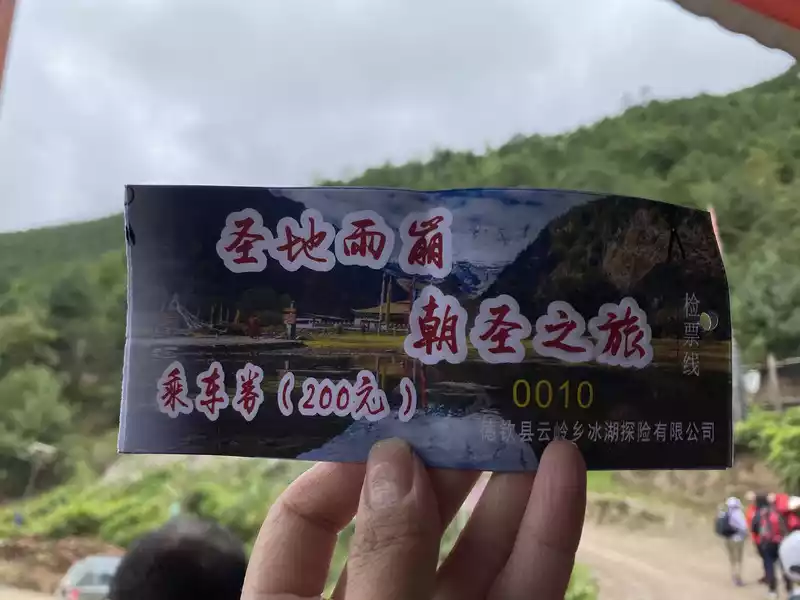 圣地雨崩
朝圣之旅
检票线
乘车券（200元）
0010
德钦县云岭乡冰湖探险有限公司